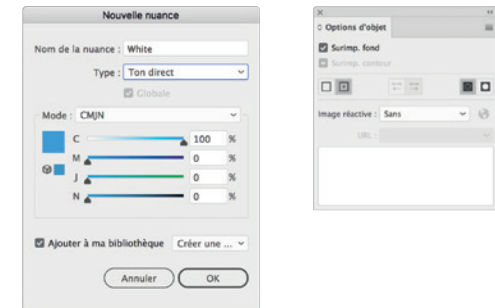 Nouvelle nuance
Nom de la nuance : White
Type : Ton direct
Globale
Mode : CMJN
C 100 %
M 0 %
J 0 %
N 0 %
Ajouter à ma bibliothèque Créer une ...
Annuler OK
Options d'objet
Surimp. fond
Surimp. contour
Image réactive : Sans
URL :